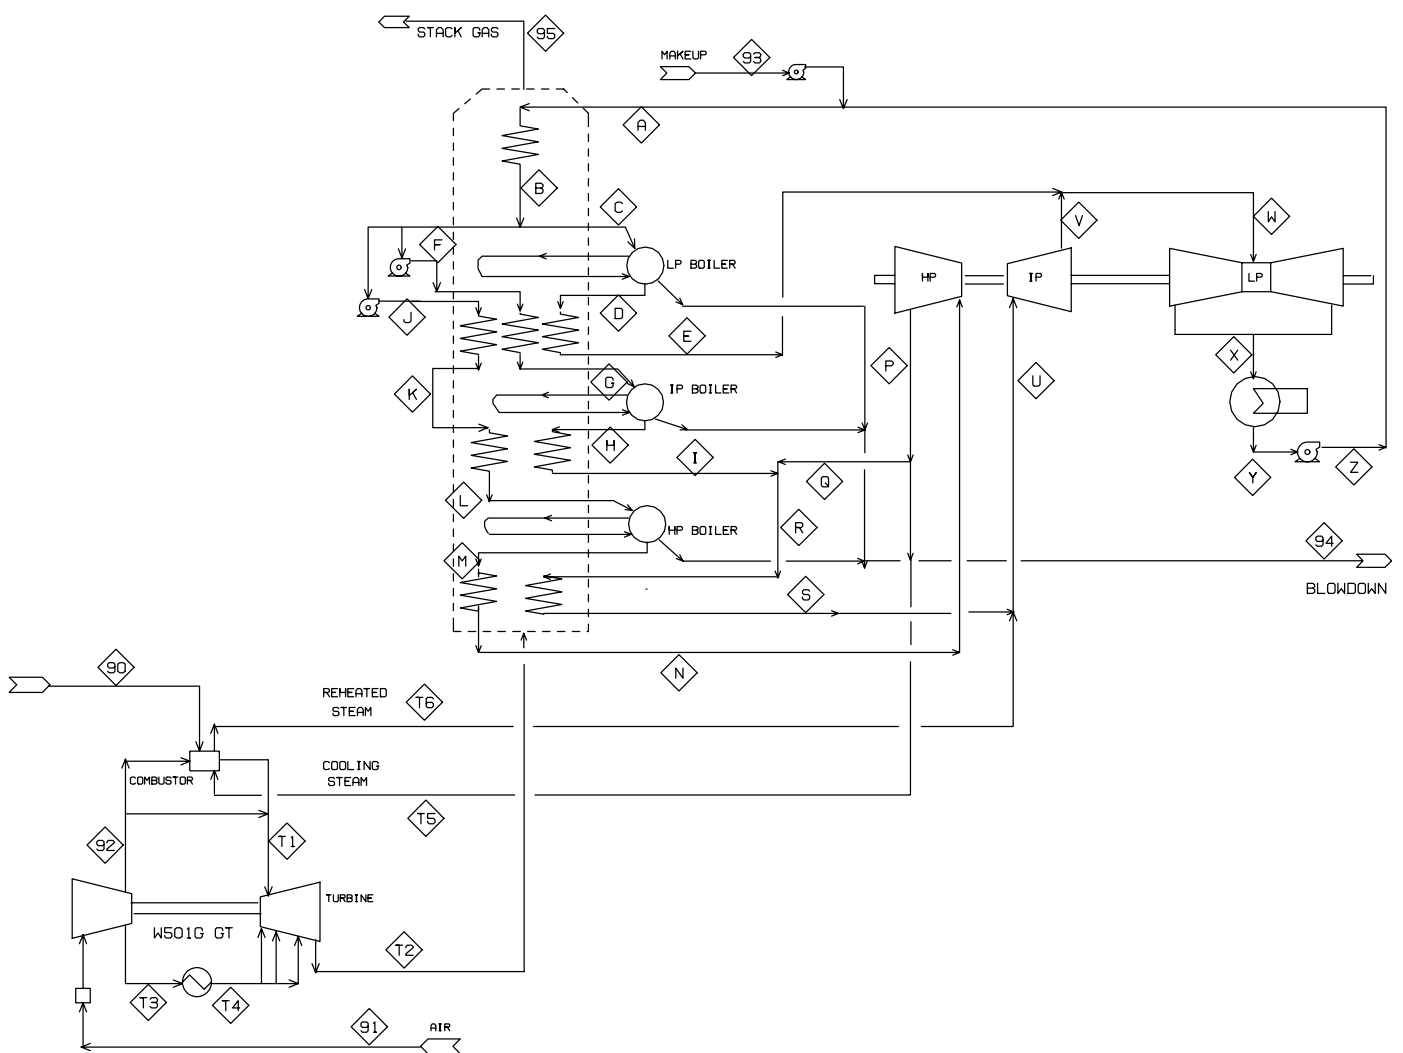 STACK GAS
95
MAKEUP
93
A
B
C
F
LP BOILER
V
W
HP
IP
LP
J
D
E
X
P
K
G
IP BOILER
U
H
I
Q
Y
Z
L
R
HP BOILER
M
94
S
BLOWDOWN
90
N
REHEATED
STEAM
T6
COOLING
STEAM
COMBUSTOR
T5
92
T1
TURBINE
W501G GT
T2
T3
T4
91
AIR